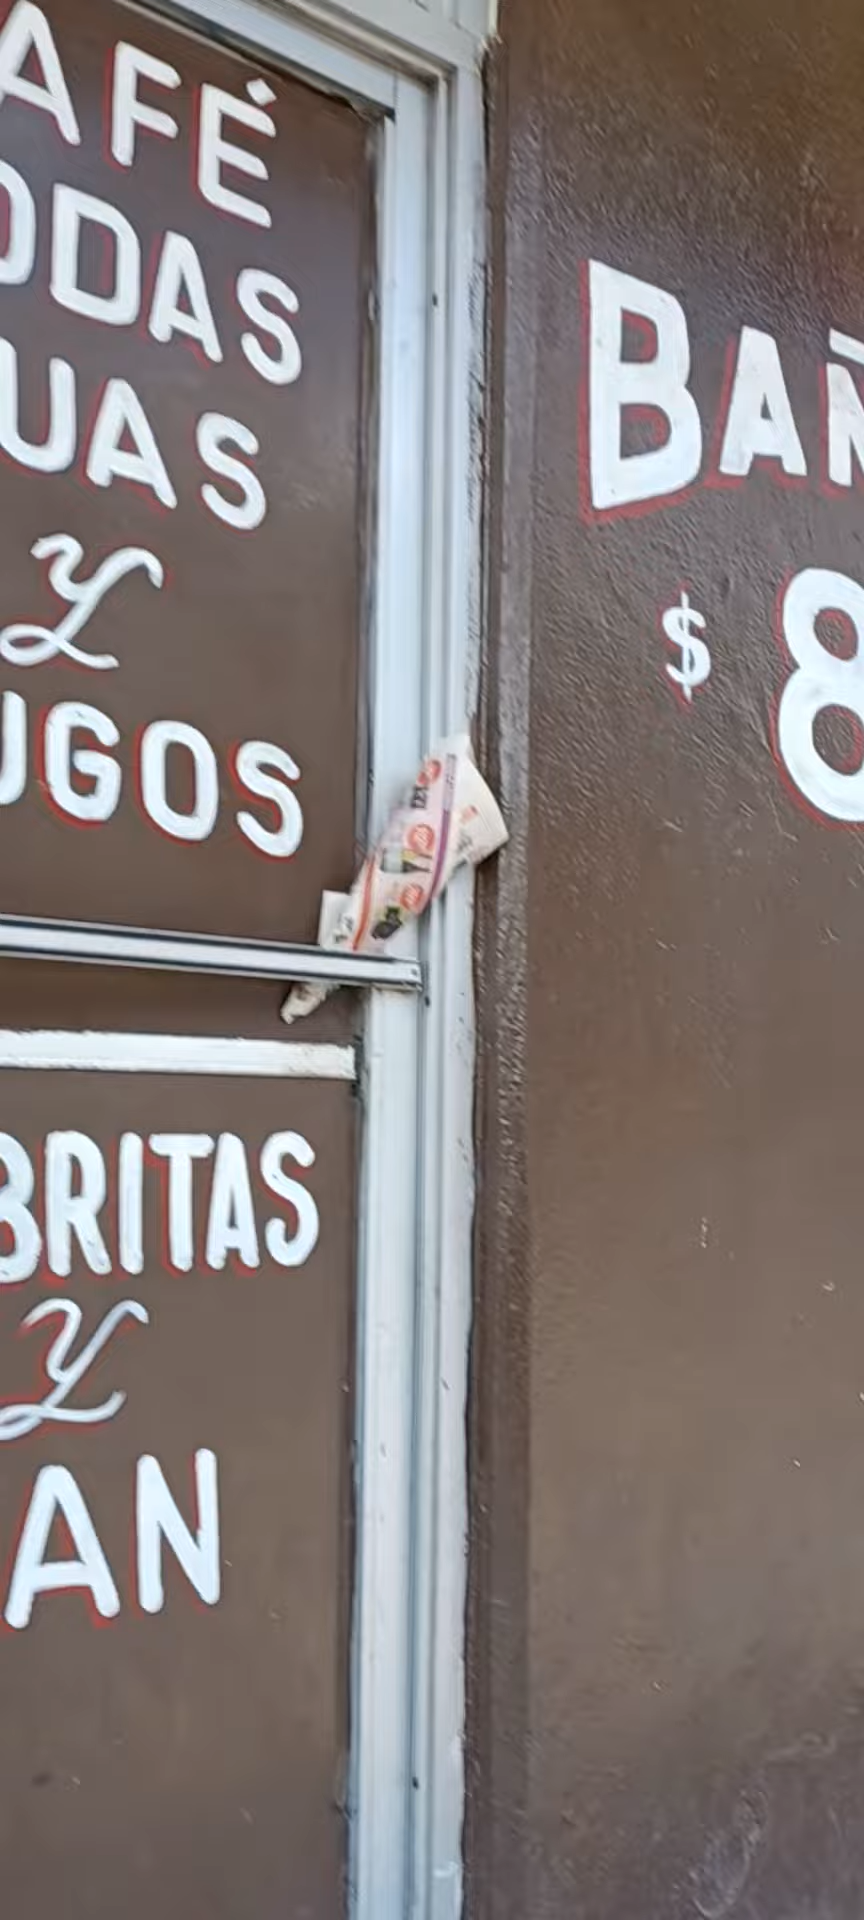 AFÉ
ODAS
UAS
Y
UGOS
BRITAS
Y
AN
BAÑ
$ 8